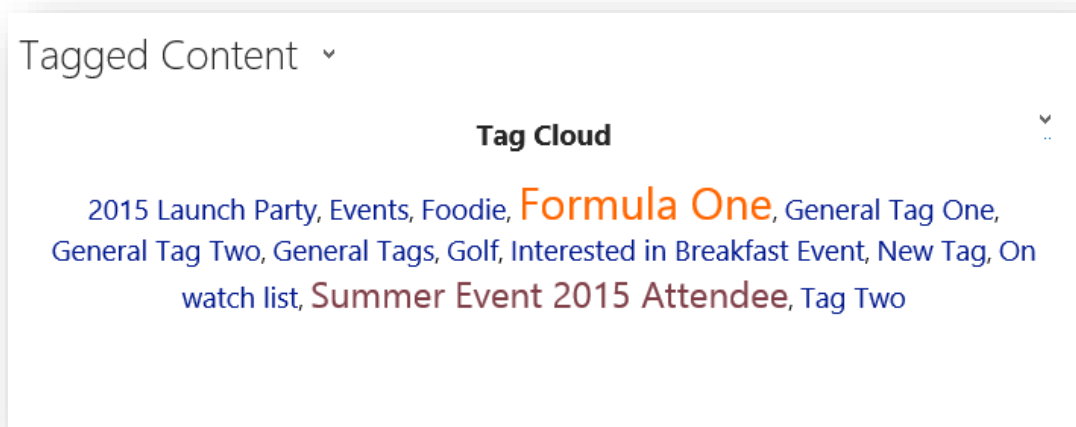 Tagged Content
Tag Cloud
2015 Launch Party, Events, Foodie, Formula One, General Tag One,
General Tag Two, General Tags, Golf, Interested in Breakfast Event, New Tag, On
watch list, Summer Event 2015 Attendee, Tag Two